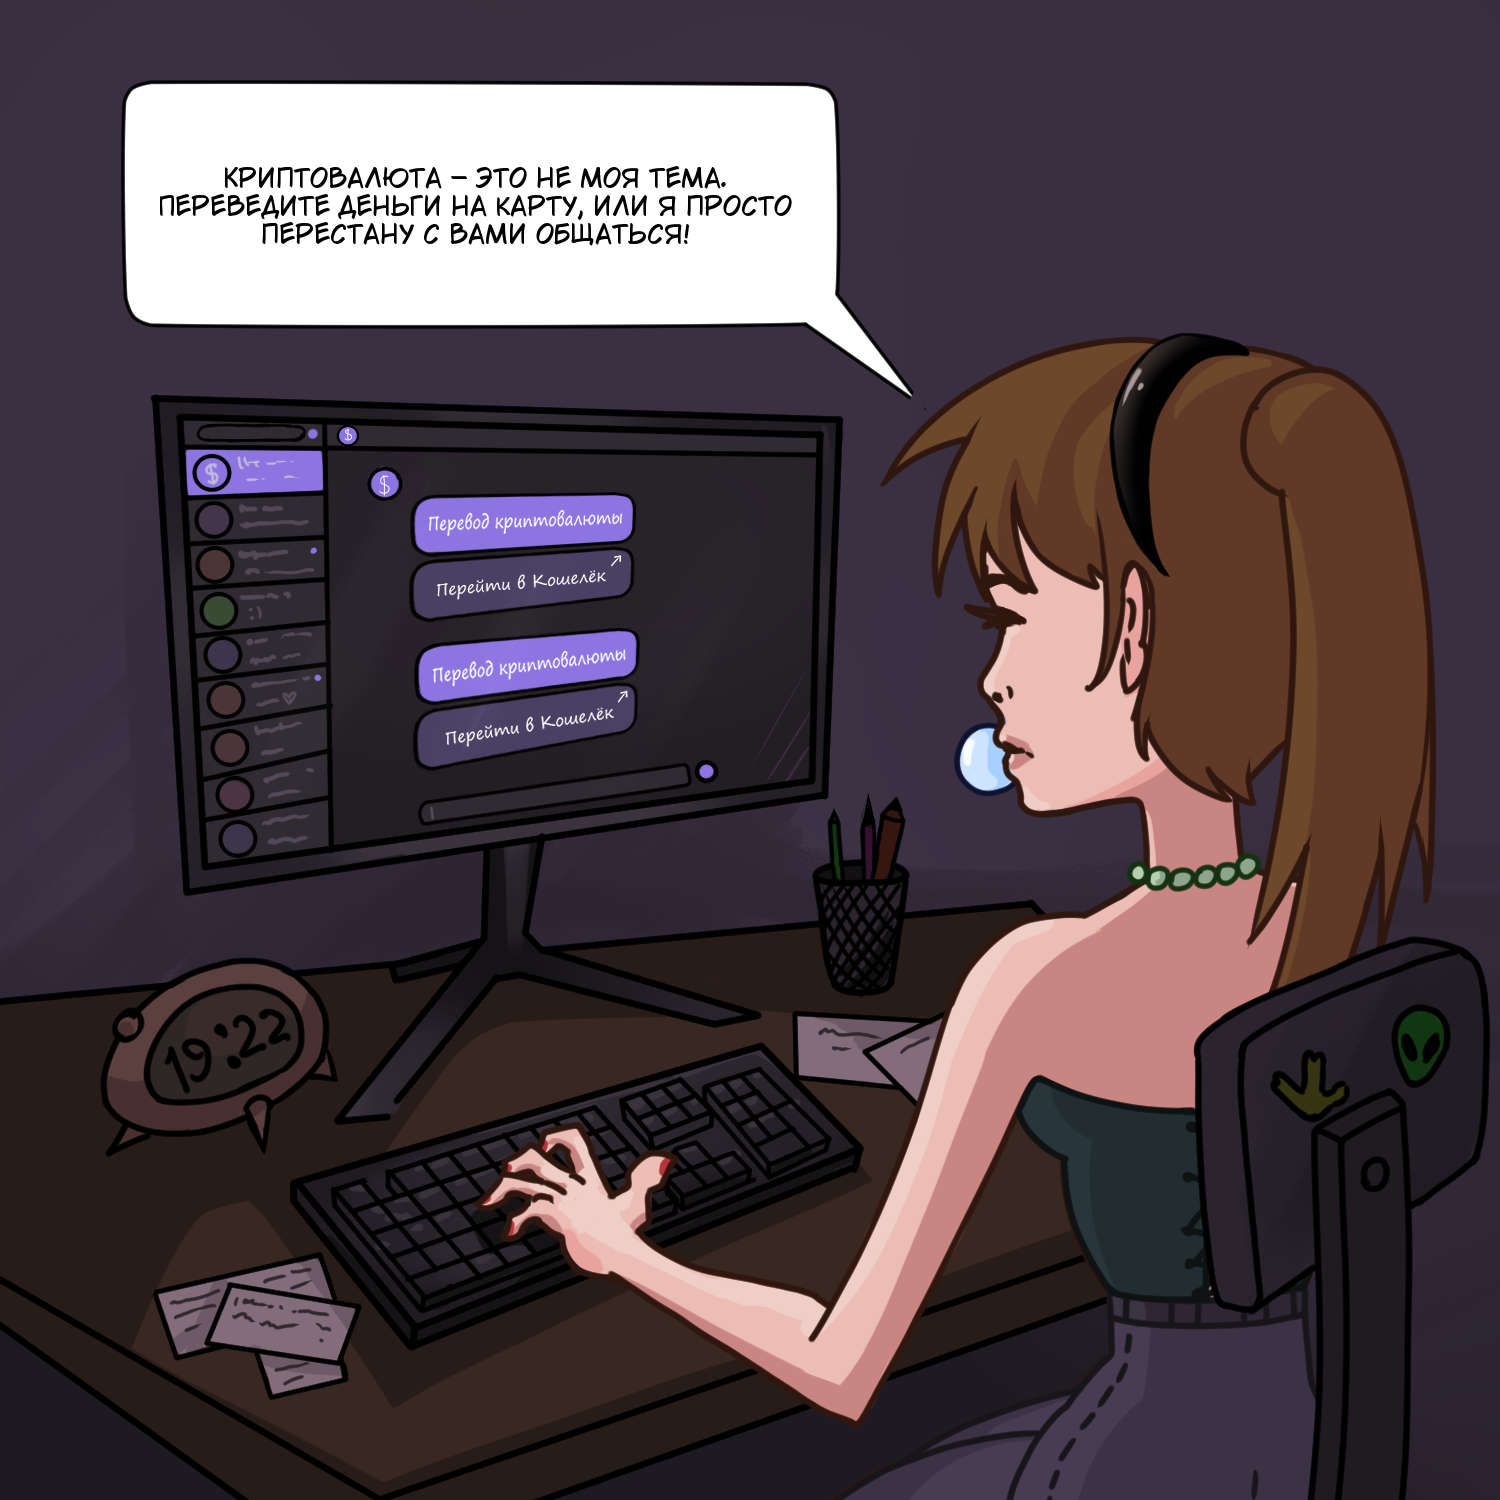 КРИПТОВАЛЮТА – ЭТО НЕ МОЯ ТЕМА.
ПЕРЕВЕДИТЕ ДЕНЬГИ НА КАРТУ, ИЛИ Я ПРОСТО
ПЕРЕСТАНУ С ВАМИ ОБЩАТЬСЯ!
$
$
$
Перевод криптовалюты
Перейти в Кошелёк
:)
Перевод криптовалюты
Перейти в Кошелёк
19:22